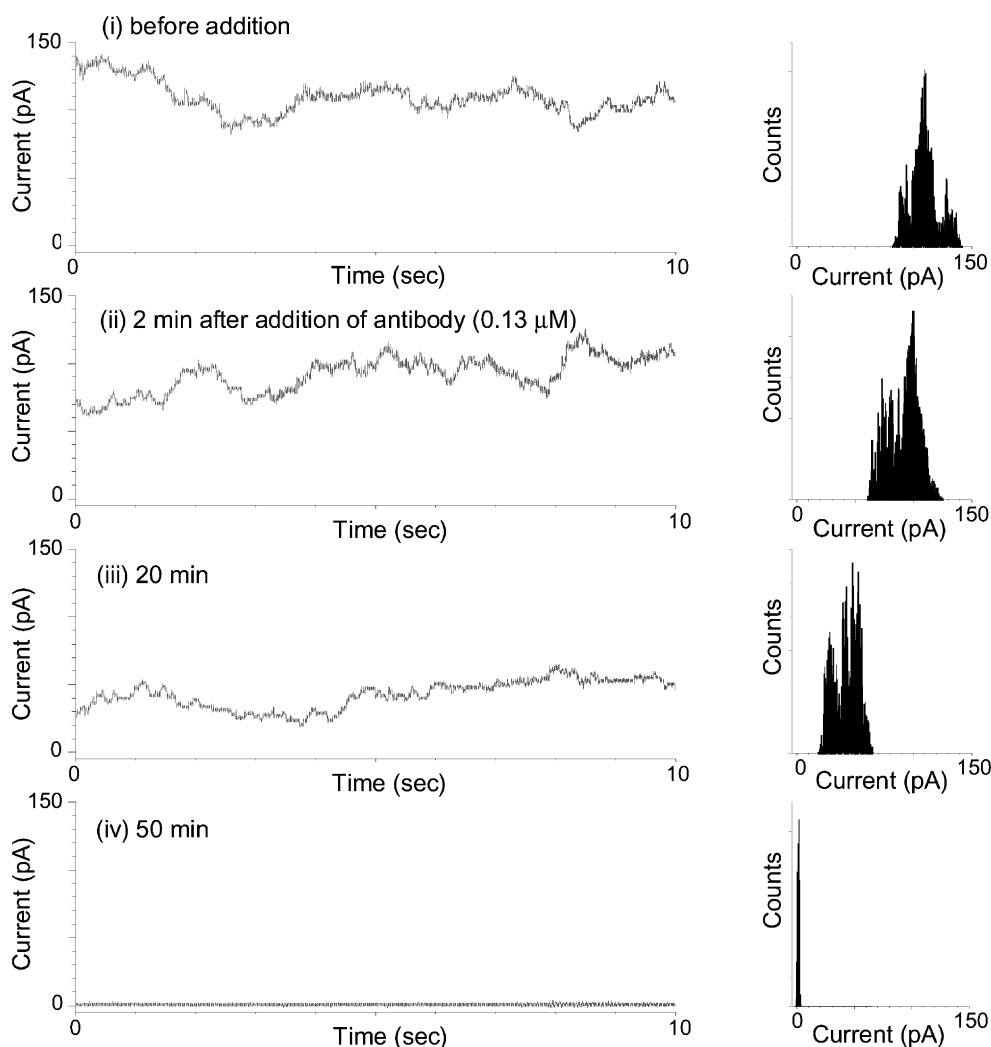 (i) before addition
150
Current (pA)
0
0
Time (sec)
10
Counts
0
150
Current (pA)
150
(ii) 2 min after addition of antibody (0.13 μM)
Current (pA)
0
0
Time (sec)
10
Counts
0
150
Current (pA)
150
(iii) 20 min
Current (pA)
0
0
Time (sec)
10
Counts
0
150
Current (pA)
150
(iv) 50 min
Current (pA)
0
0
Time (sec)
10
Counts
0
150
Current (pA)